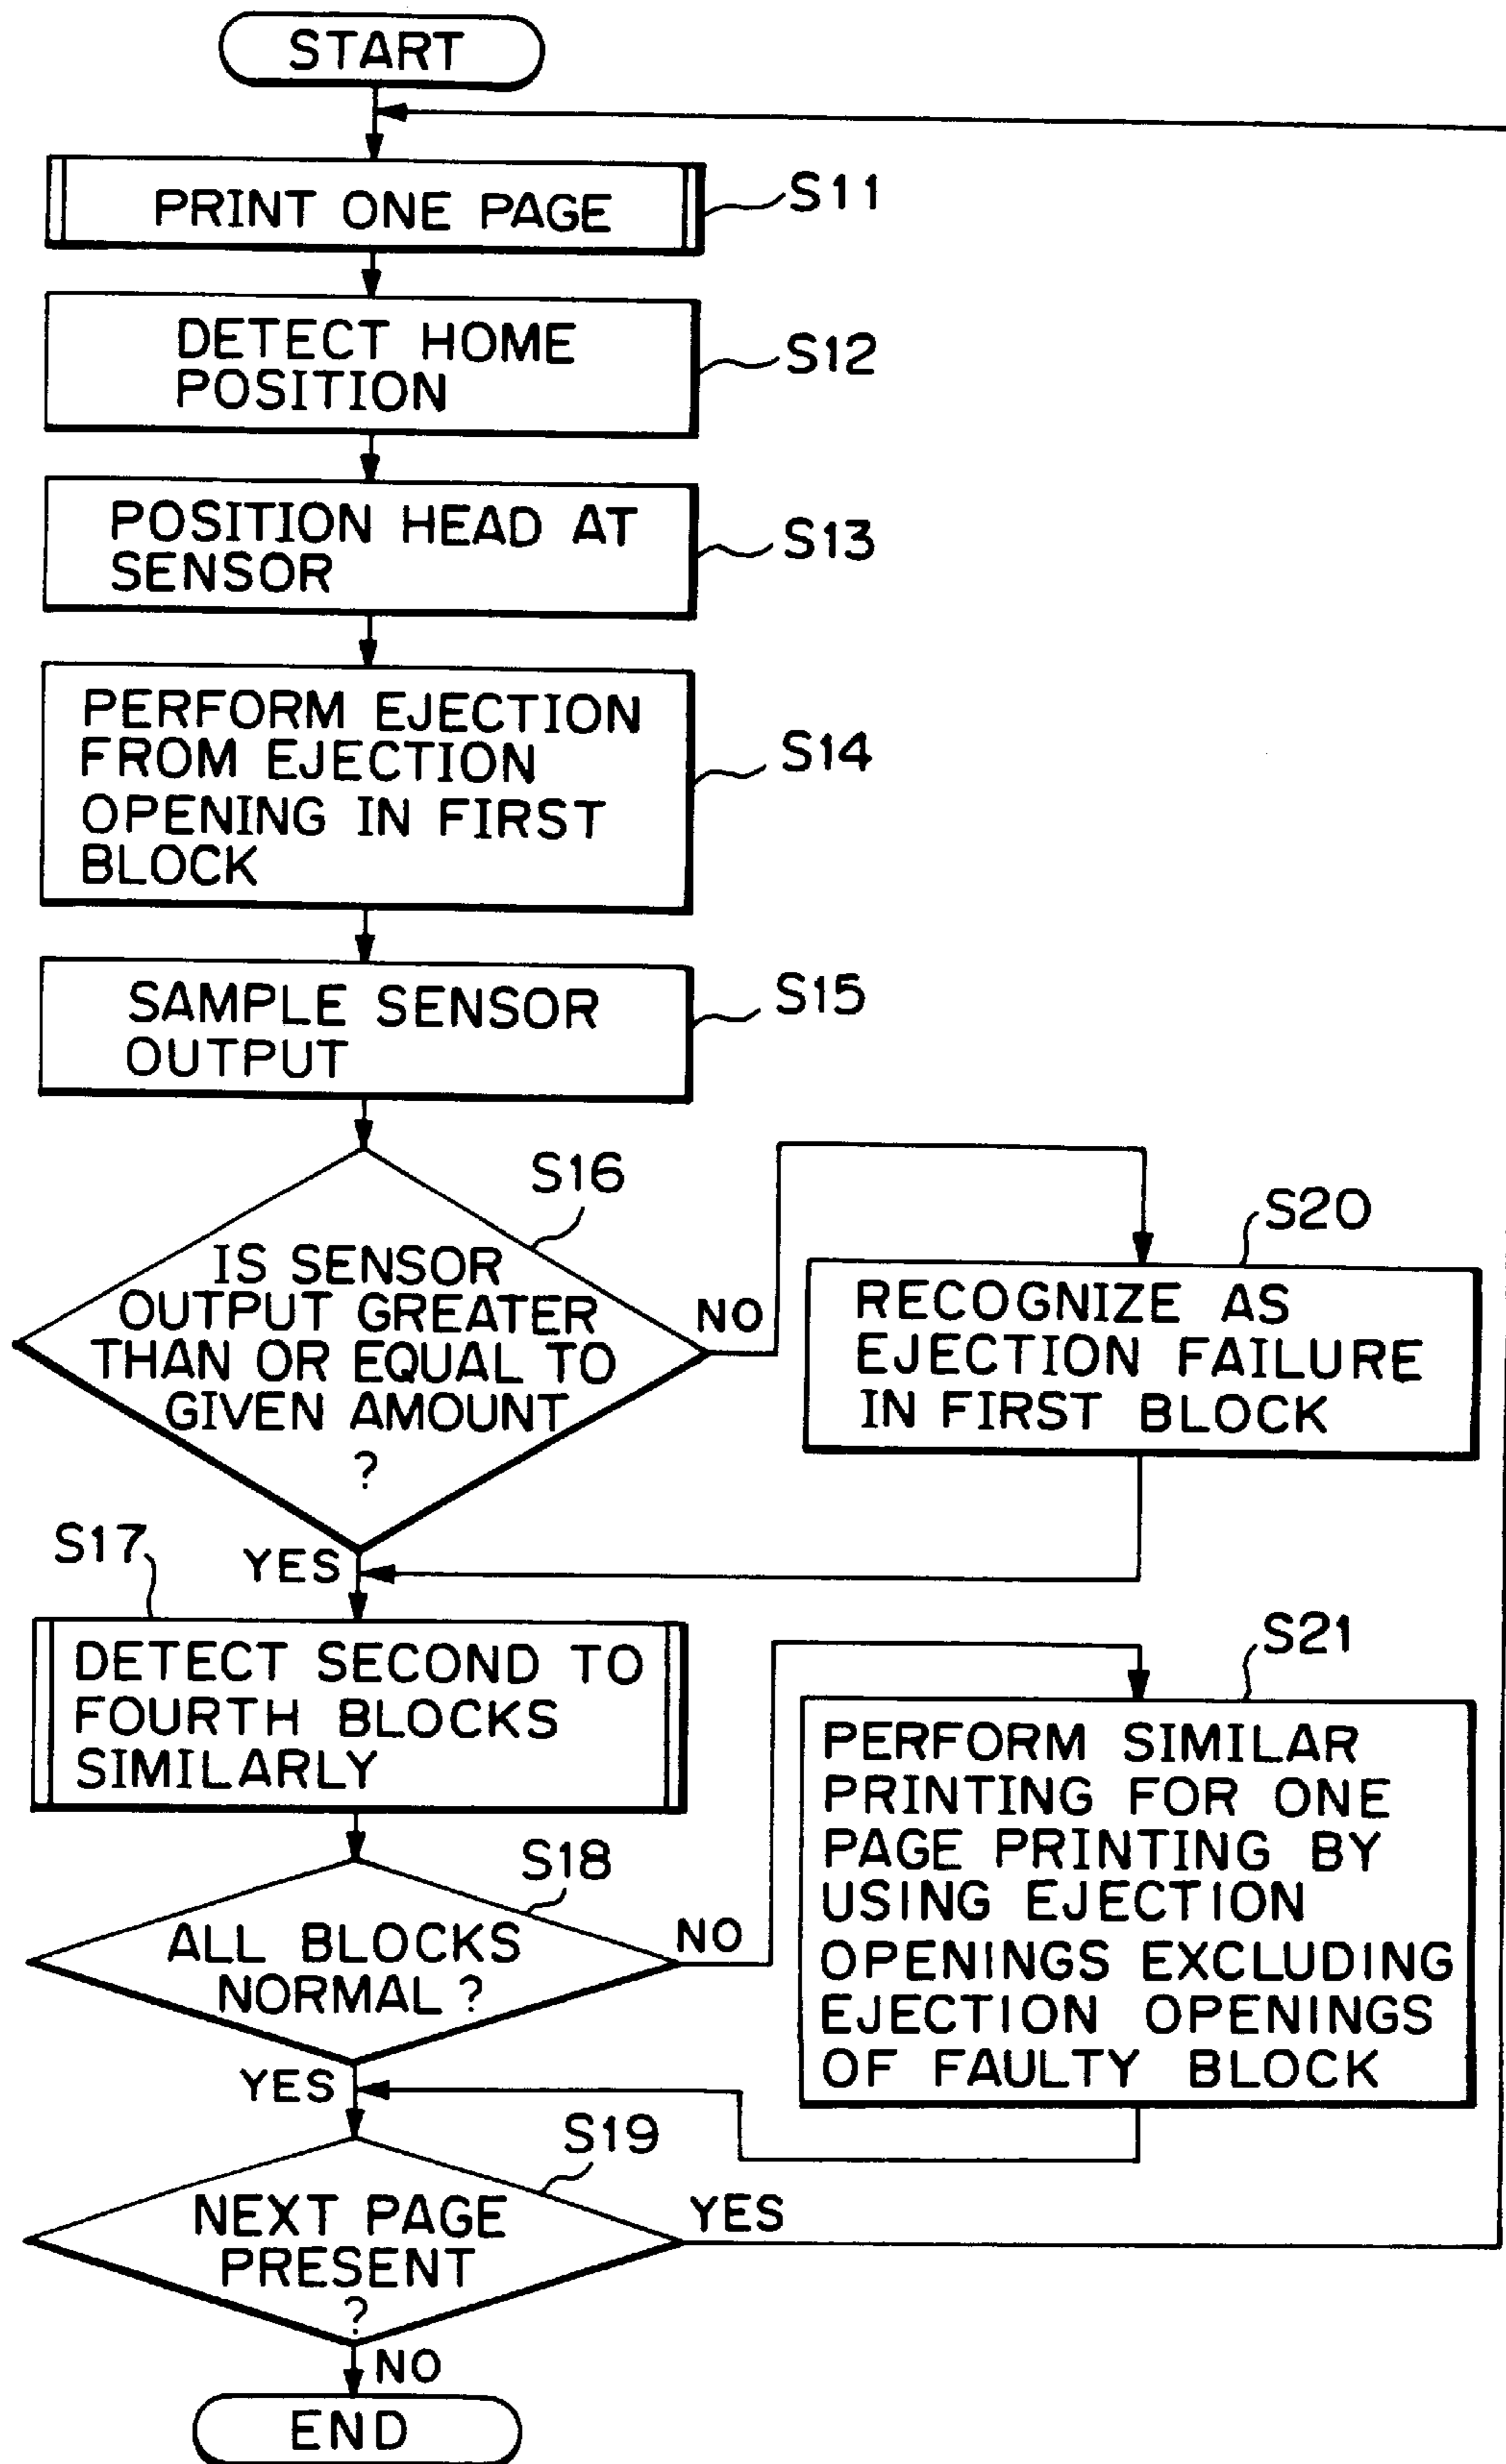 START
PRINT ONE PAGE
S11
DETECT HOME
POSITION
S12
POSITION HEAD AT
SENSOR
S13
PERFORM EJECTION
FROM EJECTION
OPENING IN FIRST
BLOCK
S14
SAMPLE SENSOR
OUTPUT
S15
S16
IS SENSOR
OUTPUT GREATER
THAN OR EQUAL TO
GIVEN AMOUNT
?
NO
S20
RECOGNIZE AS
EJECTION FAILURE
IN FIRST BLOCK
YES
S17
DETECT SECOND TO
FOURTH BLOCKS
SIMILARLY
S18
ALL BLOCKS
NORMAL ?
NO
S21
PERFORM SIMILAR
PRINTING FOR ONE
PAGE PRINTING BY
USING EJECTION
OPENINGS EXCLUDING
EJECTION OPENINGS
OF FAULTY BLOCK
YES
S19
NEXT PAGE
PRESENT
?
YES
NO
END